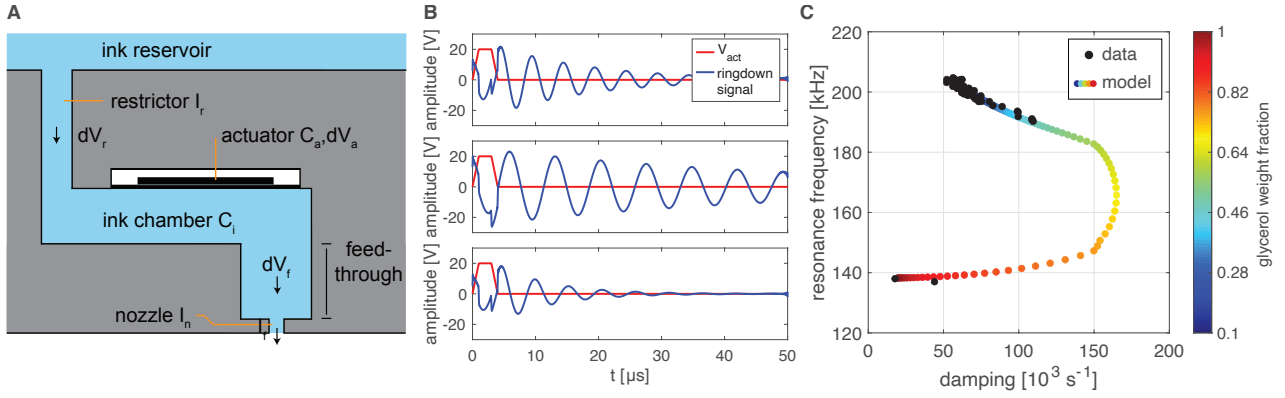 A
ink reservoir
restrictor I_r
dV_r
actuator C_a,dV_a
ink chamber C_i
feed-
through
dV_f
nozzle I_n
f
B
amplitude [V]
20
0
-20
V_act
ringdown
signal
amplitude [V]
20
0
-20
amplitude [V]
20
0
-20
0 10 20 30 40 50
t [µs]
C
resonance frequency [kHz]
220
200
180
160
140
120
0 50 100 150 200
damping [10³ s⁻¹]
data
model
1
0.82
0.64
0.46
0.28
0.1
glycerol weight fraction